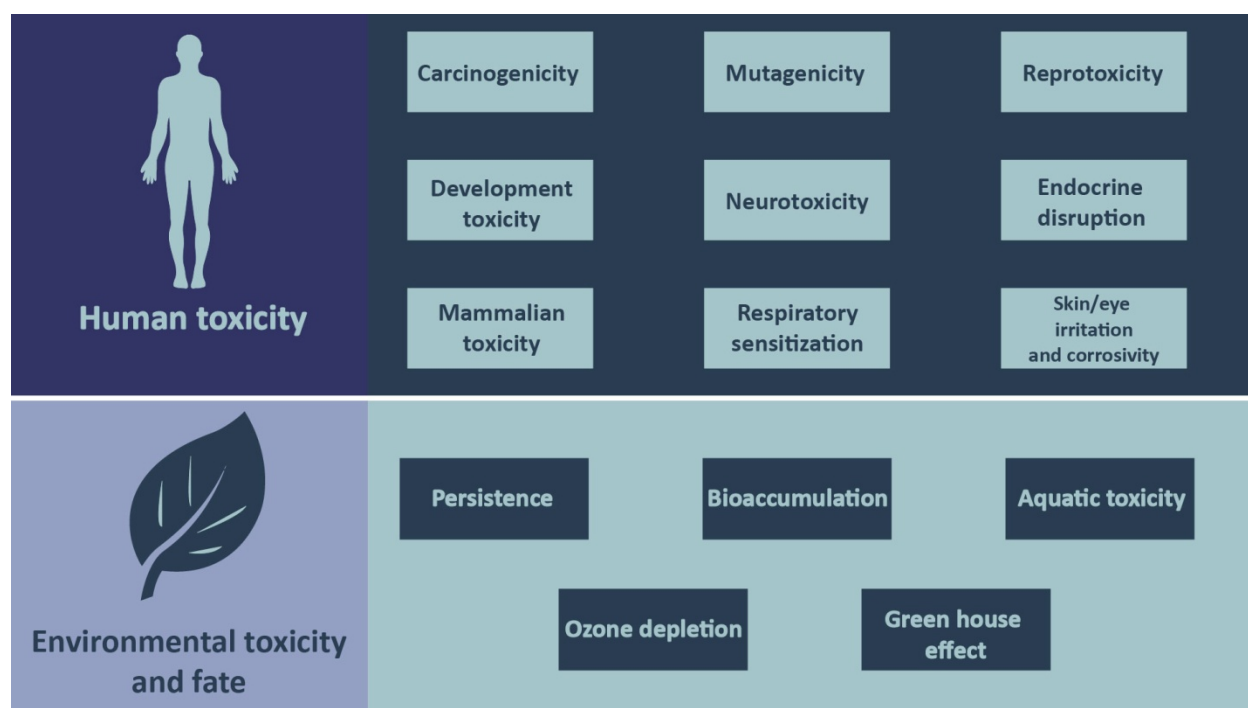 Carcinogenicity
Mutagenicity
Reprotoxicity
Development
toxicity
Neurotoxicity
Endocrine
disruption
Human toxicity
Mammalian
toxicity
Respiratory
sensitization
Skin/eye
irritation
and corrosivity
Persistence
Bioaccumulation
Aquatic toxicity
Ozone depletion
Green house
effect
Environmental toxicity
and fate